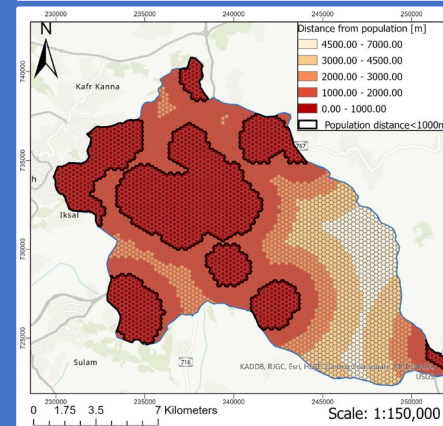 230000 235000 240000 245000 250000
N
Distance from population [m]
4500.00 - 7000.00
3000.00 - 4500.00
2000.00 - 3000.00
1000.00 - 2000.00
0.00 - 1000.00
Population distance<1000m
740000
735000
730000
725000
Kafr Kanna
767
h
Iksal
Sulam
716
KADDB, RJGC, Esri,
USGS
230000 235000 240000 245000 250000
0 1.75 3.5 7 Kilometers
Scale: 1:150,000